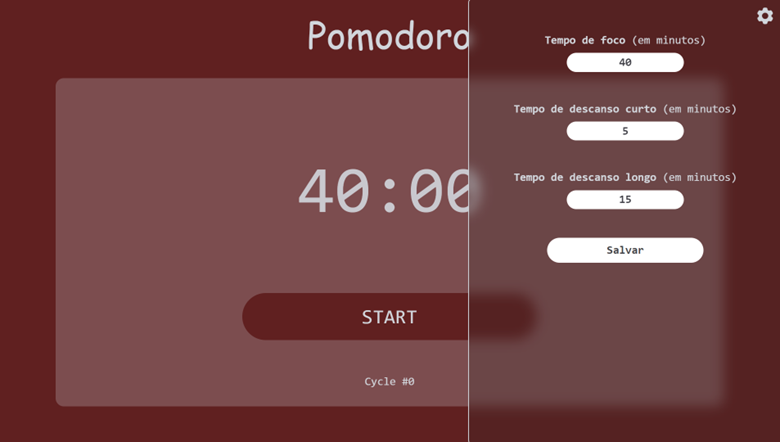 Pomodoro
40:00
START
Cycle #0
Tempo de foco (em minutos)
40
Tempo de descanso curto (em minutos)
5
Tempo de descanso longo (em minutos)
15
Salvar